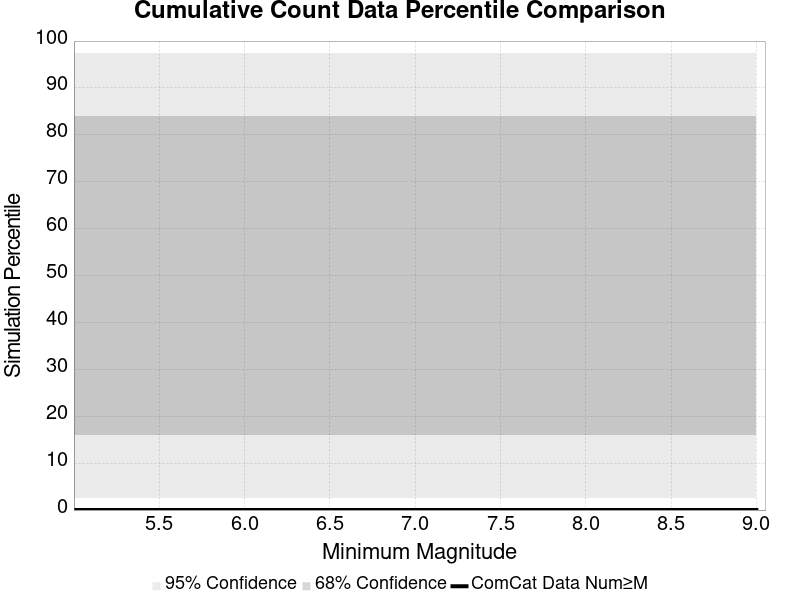 Cumulative Count Data Percentile Comparison
100
90
80
70
60
50
40
30
20
10
0
Simulation Percentile
5.5 6.0 6.5 7.0 7.5 8.0 8.5 9.0
Minimum Magnitude
95% Confidence 68% Confidence ComCat Data Num≥M